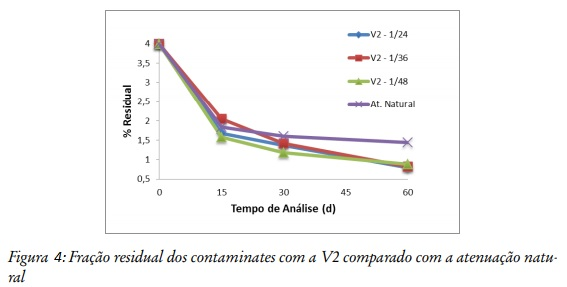 4
3,5
3
2,5
2
1,5
1
0,5
% Residual
0
15
30
45
60
Tempo de Análise (d)
V2 - 1/24
V2 - 1/36
V2 - 1/48
At. Natural
Figura 4: Fração residual dos contaminates com a V2 comparado com a atenuação natu-
ral